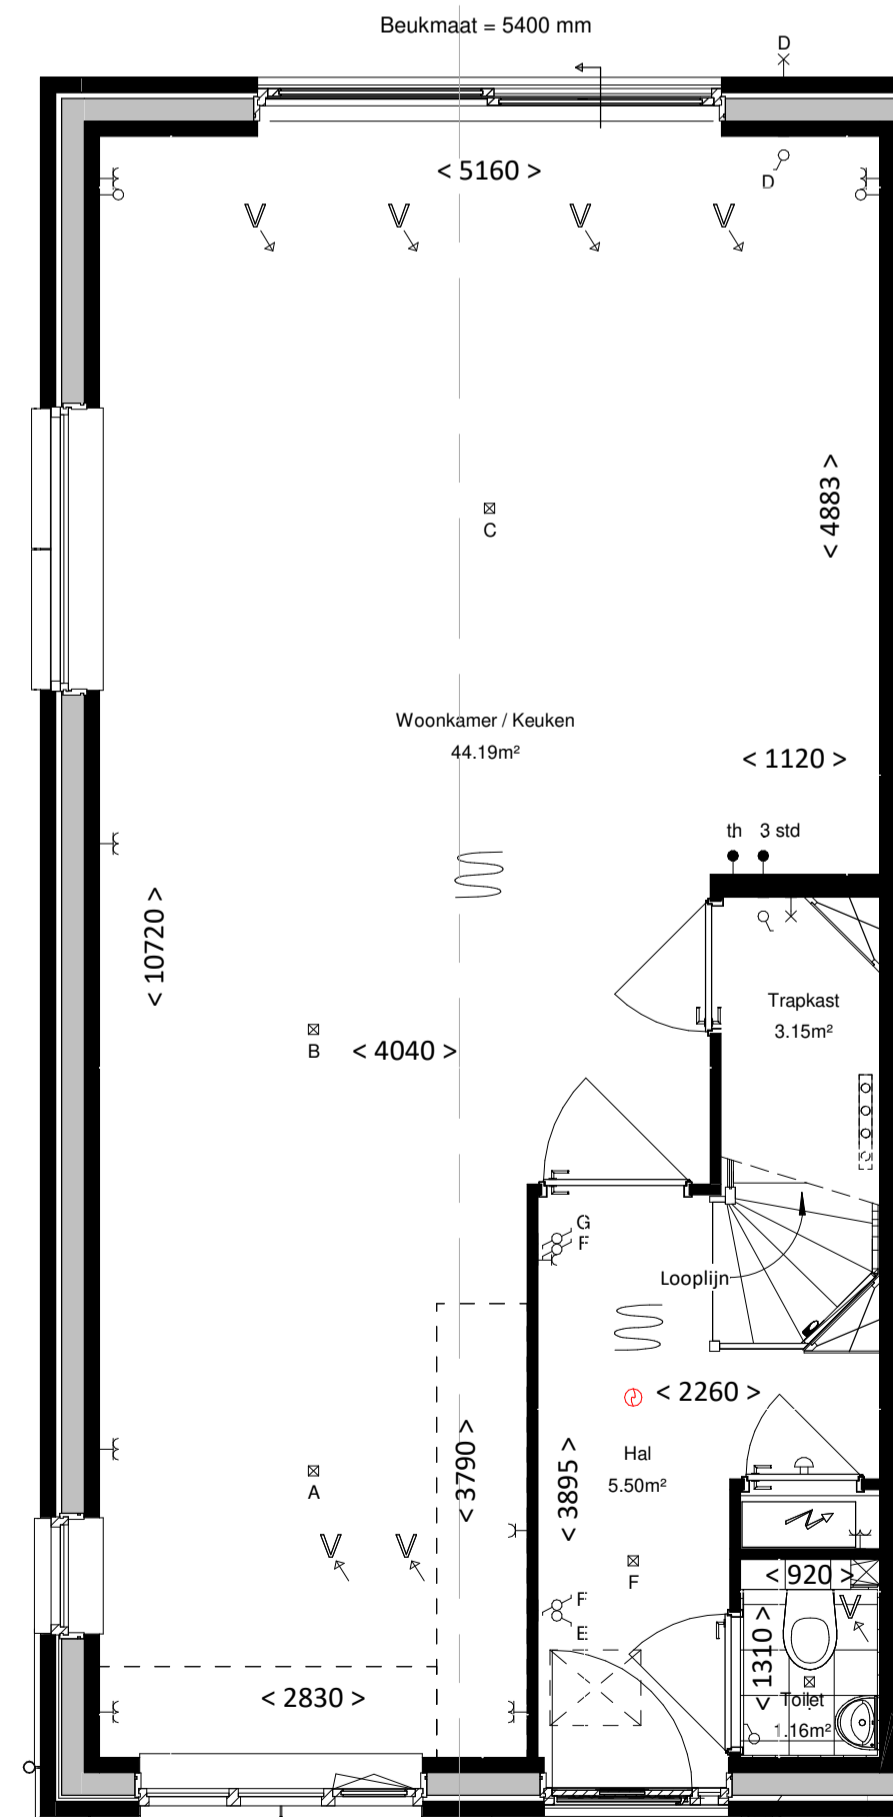 Beukmaat = 5400 mm
D
< 5160 >
D
V V V V
< 4883 >
C
Woonkamer / Keuken
44.19m²
< 1120 >
th 3 std
< 10720 >
Trapkast
3.15m²
B
< 4040 >
G
F
Looplijn
< 2260 >
< 3790 >
< 3895 >
Hal
5.50m²
A
V V
F
< 920 >
F
E
V
< 1310 >
Toilet
1.16m²
< 2830 >